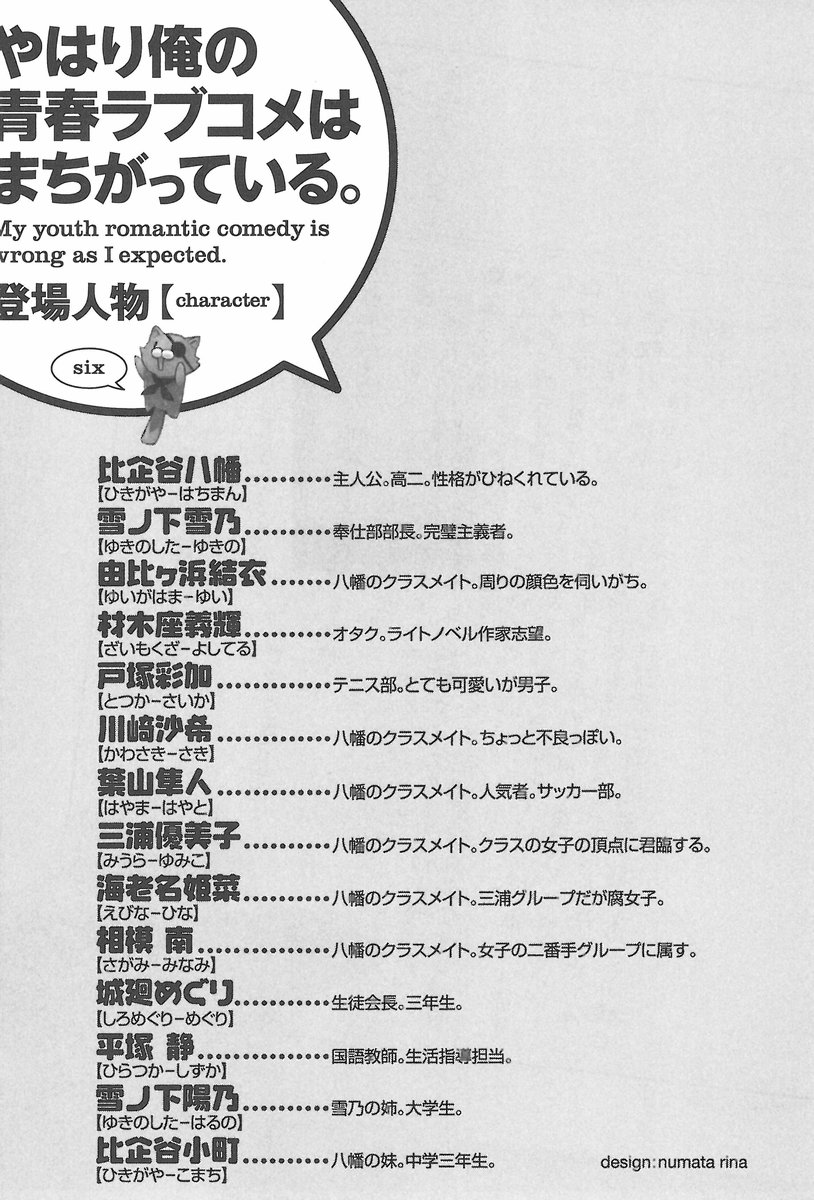 やはり俺の
青春ラブコメは
まちがっている。
My youth romantic comedy is
wrong as I expected.
登場人物【character】
six
比企谷八幡..........主人公。高二。性格がひねくれている。
【ひきがやーはちまん】
雪ノ下雪乃..........奉仕部部長。完璧主義者。
【ゆきのしたーゆきの】
由比ヶ浜結衣.......八幡のクラスメイト。周りの顔色を伺いがち。
【ゆいがはまーゆい】
材木座義輝..........オタク。ライトノベル作家志望。
【ざいもくざーよしてる】
戸塚彩加.............テニス部。とても可愛いが男子。
【とつかーさいか】
川﨑沙希.............八幡のクラスメイト。ちょっと不良っぽい。
【かわさきーさき】
葉山隼人.............八幡のクラスメイト。人気者。サッカー部。
【はやまーはやと】
三浦優美子..........八幡のクラスメイト。クラスの女子の頂点に君臨する。
【みうらーゆみこ】
海老名姫菜..........八幡のクラスメイト。三浦グループだが腐女子。
【えびなーひな】
相模 南...............八幡のクラスメイト。女子の二番手グループに属す。
【さがみーみなみ】
城廻めぐり...........生徒会長。三年生。
【しろめぐりーめぐり】
平塚 静...............国語教師。生活指導担当。
【ひらつかーしずか】
雪ノ下陽乃..........雪乃の姉。大学生。
【ゆきのしたーはるの】
比企谷小町..........八幡の妹。中学三年生。
【ひきがやーこまち】
design:numata rina